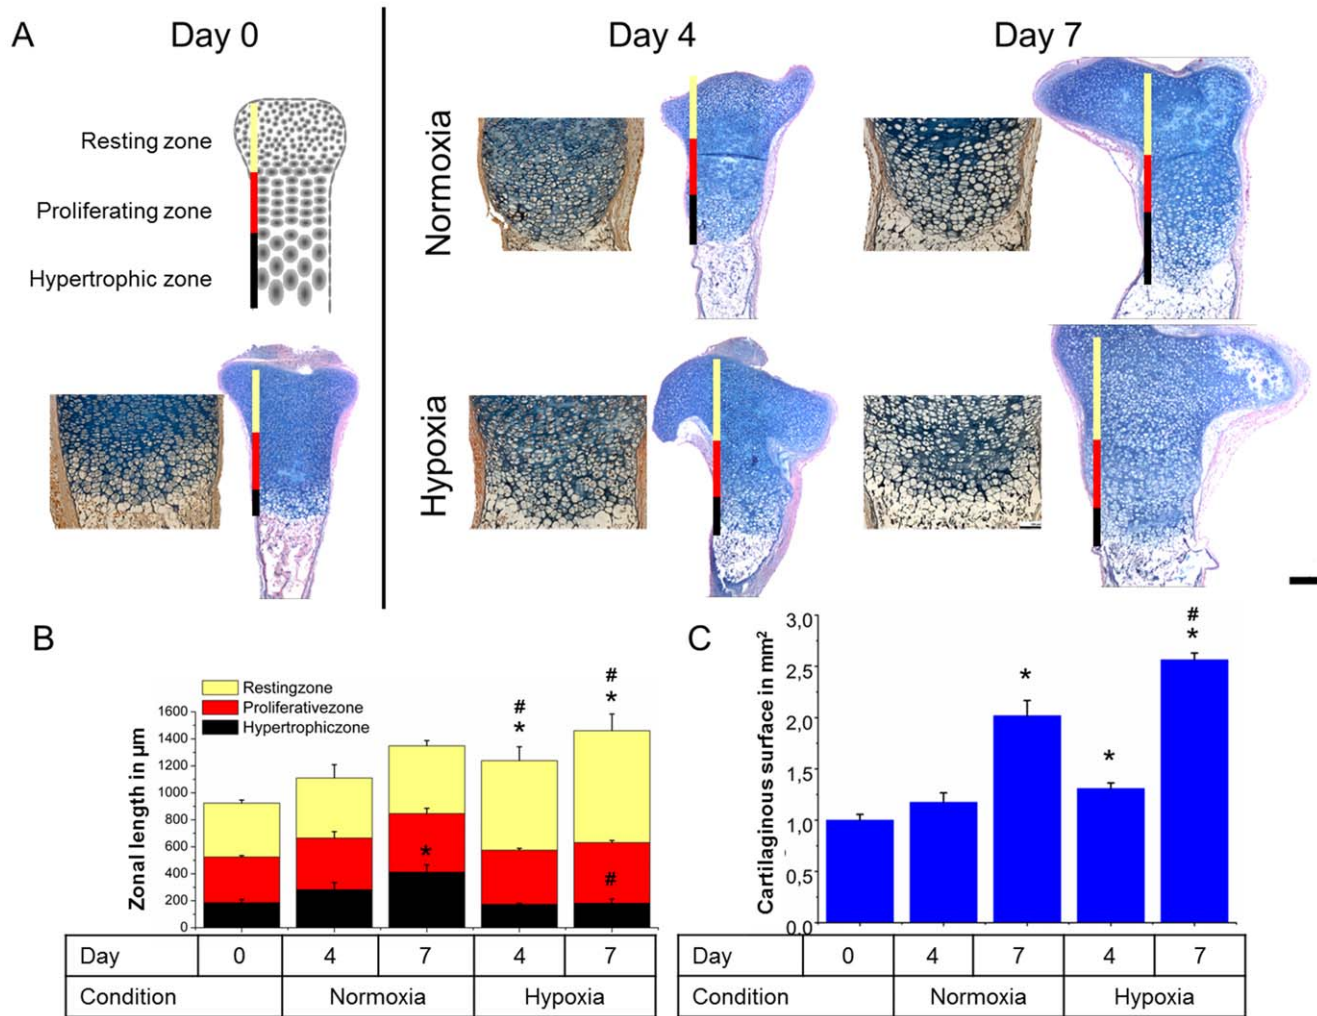 A
Day 0
Day 4
Day 7
Resting zone
Proliferating zone
Hypertrophic zone
Normoxia
Hypoxia
B
Restingzone
Proliferativezone
Hypertrophiczone
Zonal length in µm
1600
1400
1200
1000
800
600
400
200
0
*
#
*
#
*
#
Day 0 4 7 4 7
Condition Normoxia Hypoxia
C
Cartilaginous surface in mm²
3,0
2,5
2,0
1,5
1,0
0,5
0,0
*
*
#
*
Day 0 4 7 4 7
Condition Normoxia Hypoxia